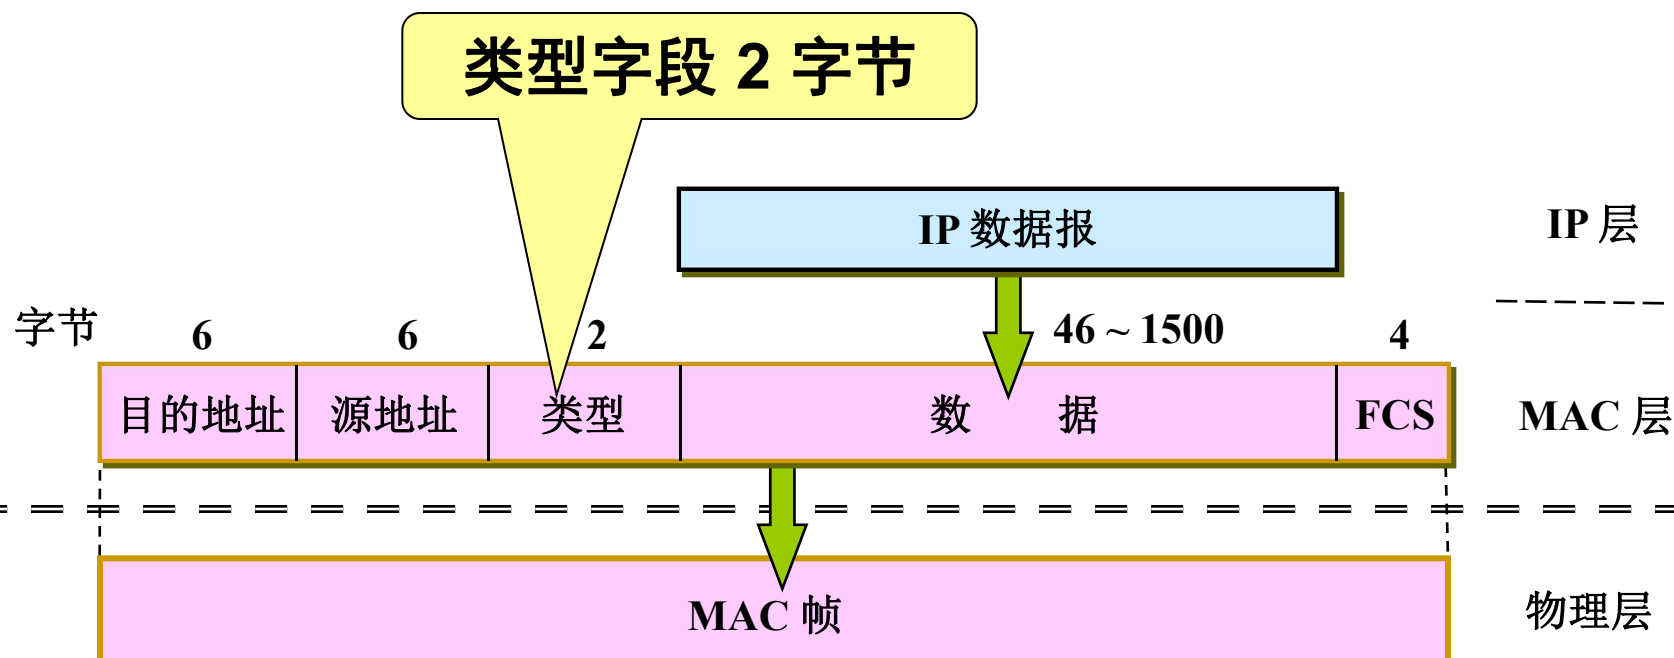 类型字段 2 字节
IP 数据报
IP 层
字节
6
6
2
46 ~ 1500
4
目的地址
源地址
类型
数 据
FCS
MAC 层
MAC 帧
物理层